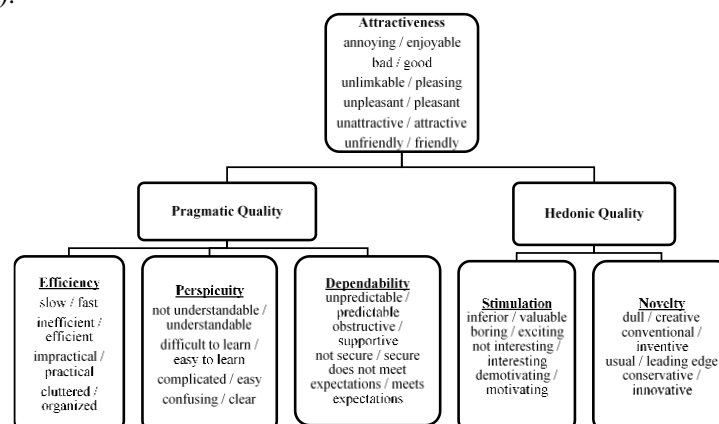 ).
Attractiveness
annoying / enjoyable
bad / good
unlimkable / pleasing
unpleasant / pleasant
unattractive / attractive
unfriendly / friendly
Pragmatic Quality
Hedonic Quality
Efficiency
slow / fast
inefficient /
efficient
impractical /
practical
cluttered /
organized
Perspicuity
not understandable /
understandable
difficult to learn /
easy to learn
complicated / easy
confusing / clear
Dependability
unpredictable /
predictable
obstructive /
supportive
not secure / secure
does not meet
expectations / meets
expectations
Stimulation
inferior / valuable
boring / exciting
not interesting /
interesting
demotivating /
motivating
Novelty
dull / creative
conventional /
inventive
usual / leading edge
conservative /
innovative